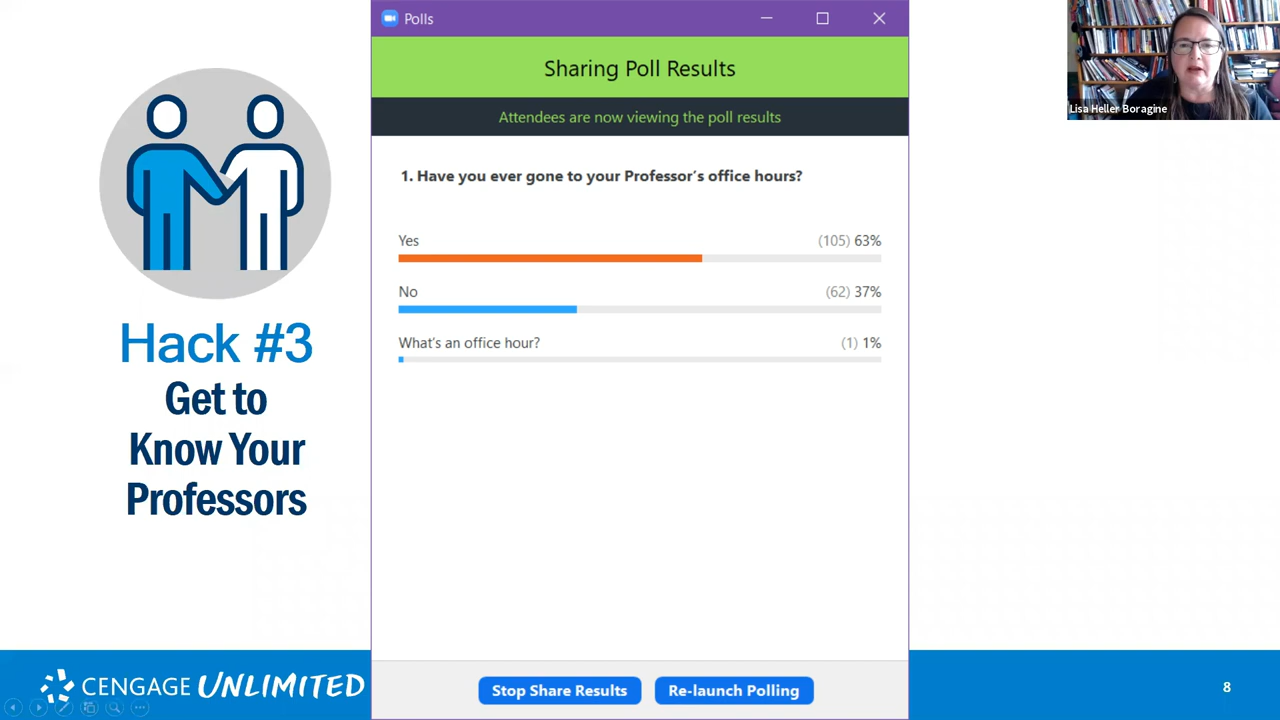 Polls
Sharing Poll Results
Attendees are now viewing the poll results
1. Have you ever gone to your Professor's office hours?
Yes (105) 63%
No (62) 37%
What's an office hour? (1) 1%
Stop Share Results Re-launch Polling
Hack #3
Get to
Know Your
Professors
CENGAGE UNLIMITED
Lisa Heller Boragine
8